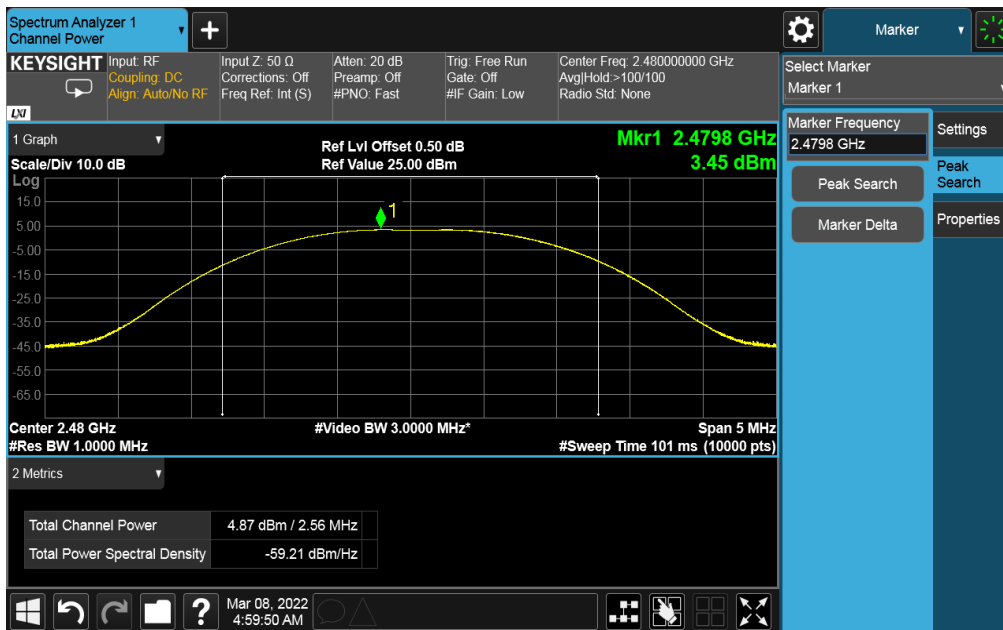 Spectrum Analyzer 1
Channel Power
Marker
KEYSIGHT
LXI
Input: RF
Coupling: DC
Align: Auto/No RF
Input Z: 50 Ω
Corrections: Off
Freq Ref: Int (S)
Atten: 20 dB
Preamp: Off
#PNO: Fast
Trig: Free Run
Gate: Off
#IF Gain: Low
Center Freq: 2.480000000 GHz
Avg|Hold:>100/100
Radio Std: None
Select Marker
Marker 1
Marker Frequency
2.4798 GHz
Peak Search
Marker Delta
Settings
Peak
Search
Properties
1 Graph
Scale/Div 10.0 dB
Log
Ref Lvl Offset 0.50 dB
Ref Value 25.00 dBm
Mkr1 2.4798 GHz
3.45 dBm
1
15.0
5.00
-5.00
-15.0
-25.0
-35.0
-45.0
-55.0
-65.0
Center 2.48 GHz
#Res BW 1.0000 MHz
#Video BW 3.0000 MHz*
Span 5 MHz
#Sweep Time 101 ms (10000 pts)
2 Metrics
Total Channel Power 4.87 dBm / 2.56 MHz
Total Power Spectral Density -59.21 dBm/Hz
?
Mar 08, 2022
4:59:50 AM